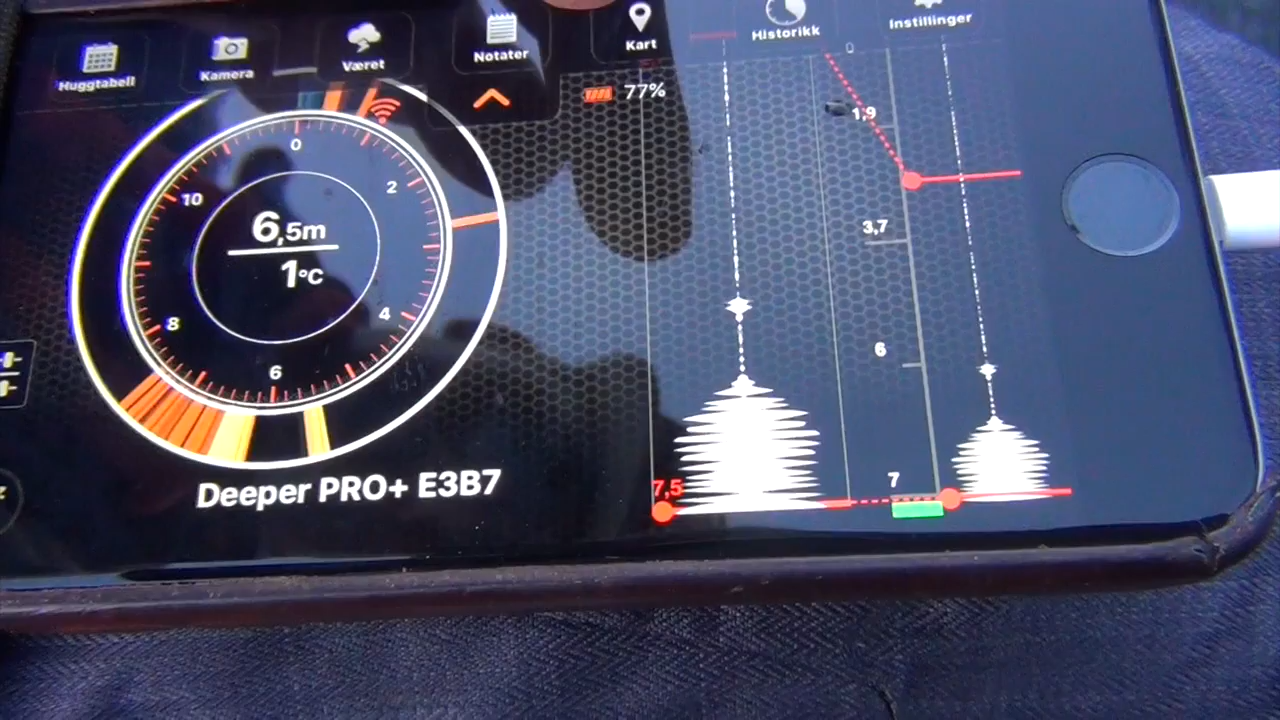 Huggtabell
Kamera
Været
Notater
Kart
Historikk
Instillinger
77%
0
2
4
6
8
10
6,5m
1°C
Deeper PRO+ E3B7
7,5
1,9
3,7
6
7